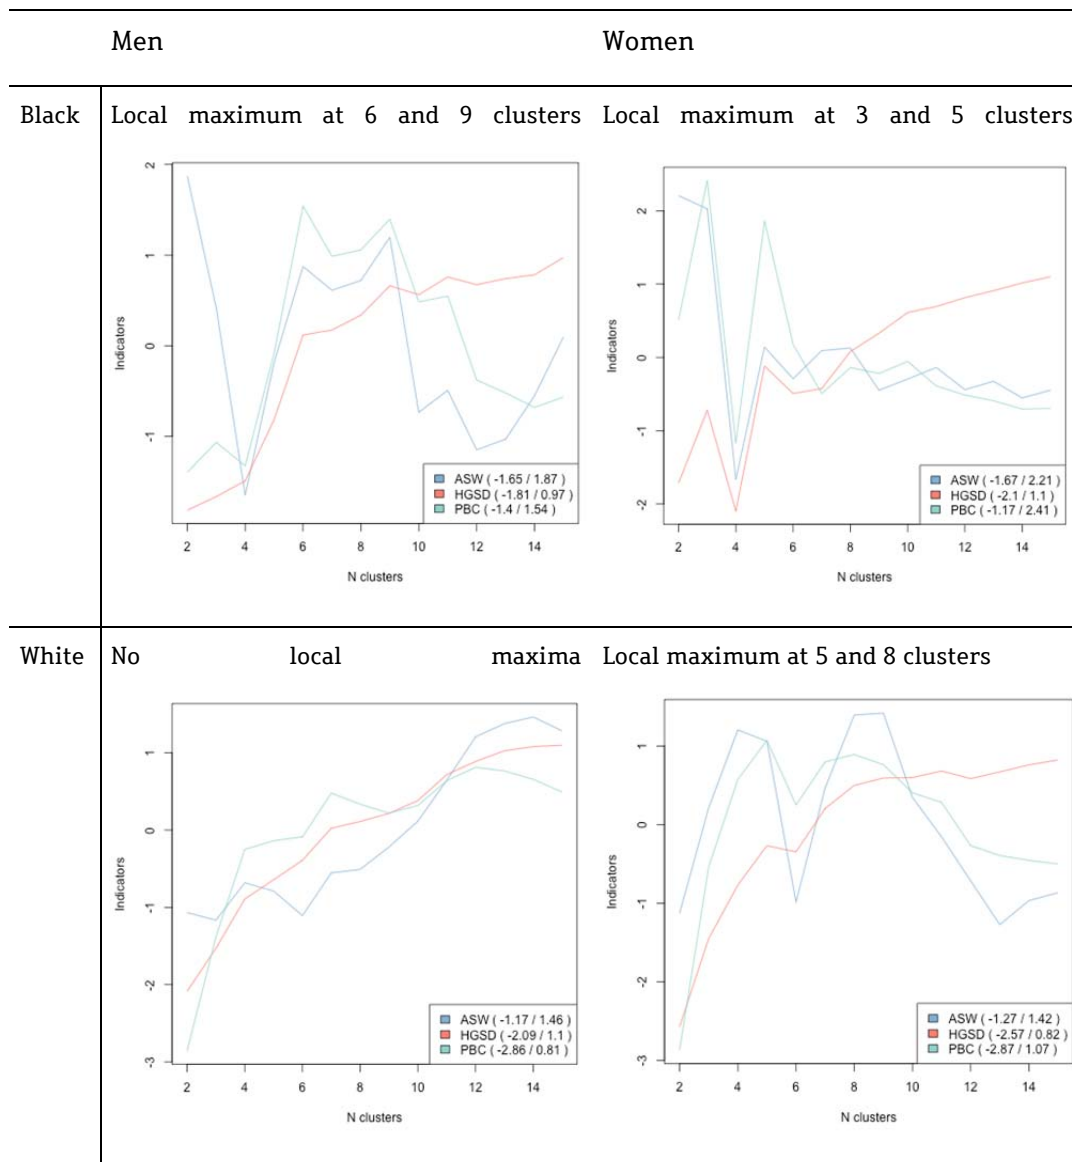 Men Women
Black Local maximum at 6 and 9 clusters Local maximum at 3 and 5 clusters
2
1
0
-1
Indicators
ASW ( -1.65 / 1.87 )
HGSD ( -1.81 / 0.97 )
PBC ( -1.4 / 1.54 )
2 4 6 8 10 12 14
N clusters
2
1
0
-1
-2
Indicators
ASW ( -1.67 / 2.21 )
HGSD ( -2.1 / 1.1 )
PBC ( -1.17 / 2.41 )
2 4 6 8 10 12 14
N clusters
White No local maxima Local maximum at 5 and 8 clusters
1
0
-1
-2
-3
Indicators
ASW ( -1.17 / 1.46 )
HGSD ( -2.09 / 1.1 )
PBC ( -2.86 / 0.81 )
2 4 6 8 10 12 14
N clusters
1
0
-1
-2
-3
Indicators
ASW ( -1.27 / 1.42 )
HGSD ( -2.57 / 0.82 )
PBC ( -2.87 / 1.07 )
2 4 6 8 10 12 14
N clusters